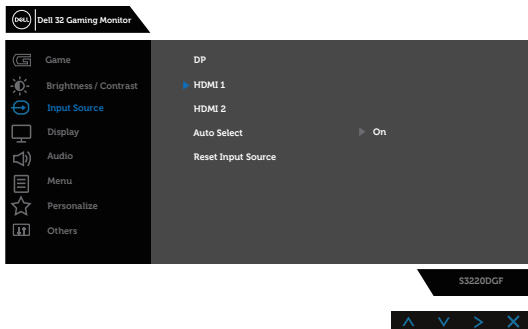 DELL
Dell 32 Gaming Monitor
Game
Brightness / Contrast
Input Source
Display
Audio
Menu
Personalize
Others
DP
HDMI 1
HDMI 2
Auto Select
On
Reset Input Source
S3220DGF